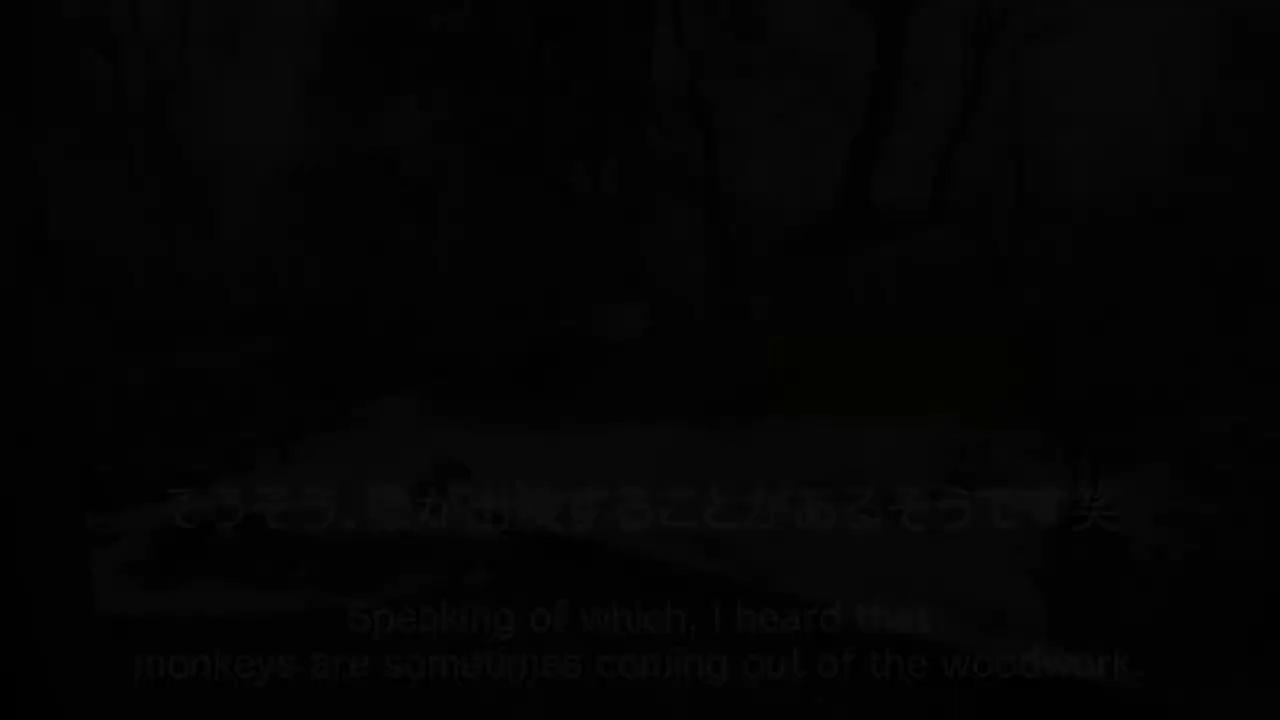 そうそう、猿が出没することがあるそうです笑
Speaking of which, I heard that
monkeys are sometimes coming out of the woodwork.